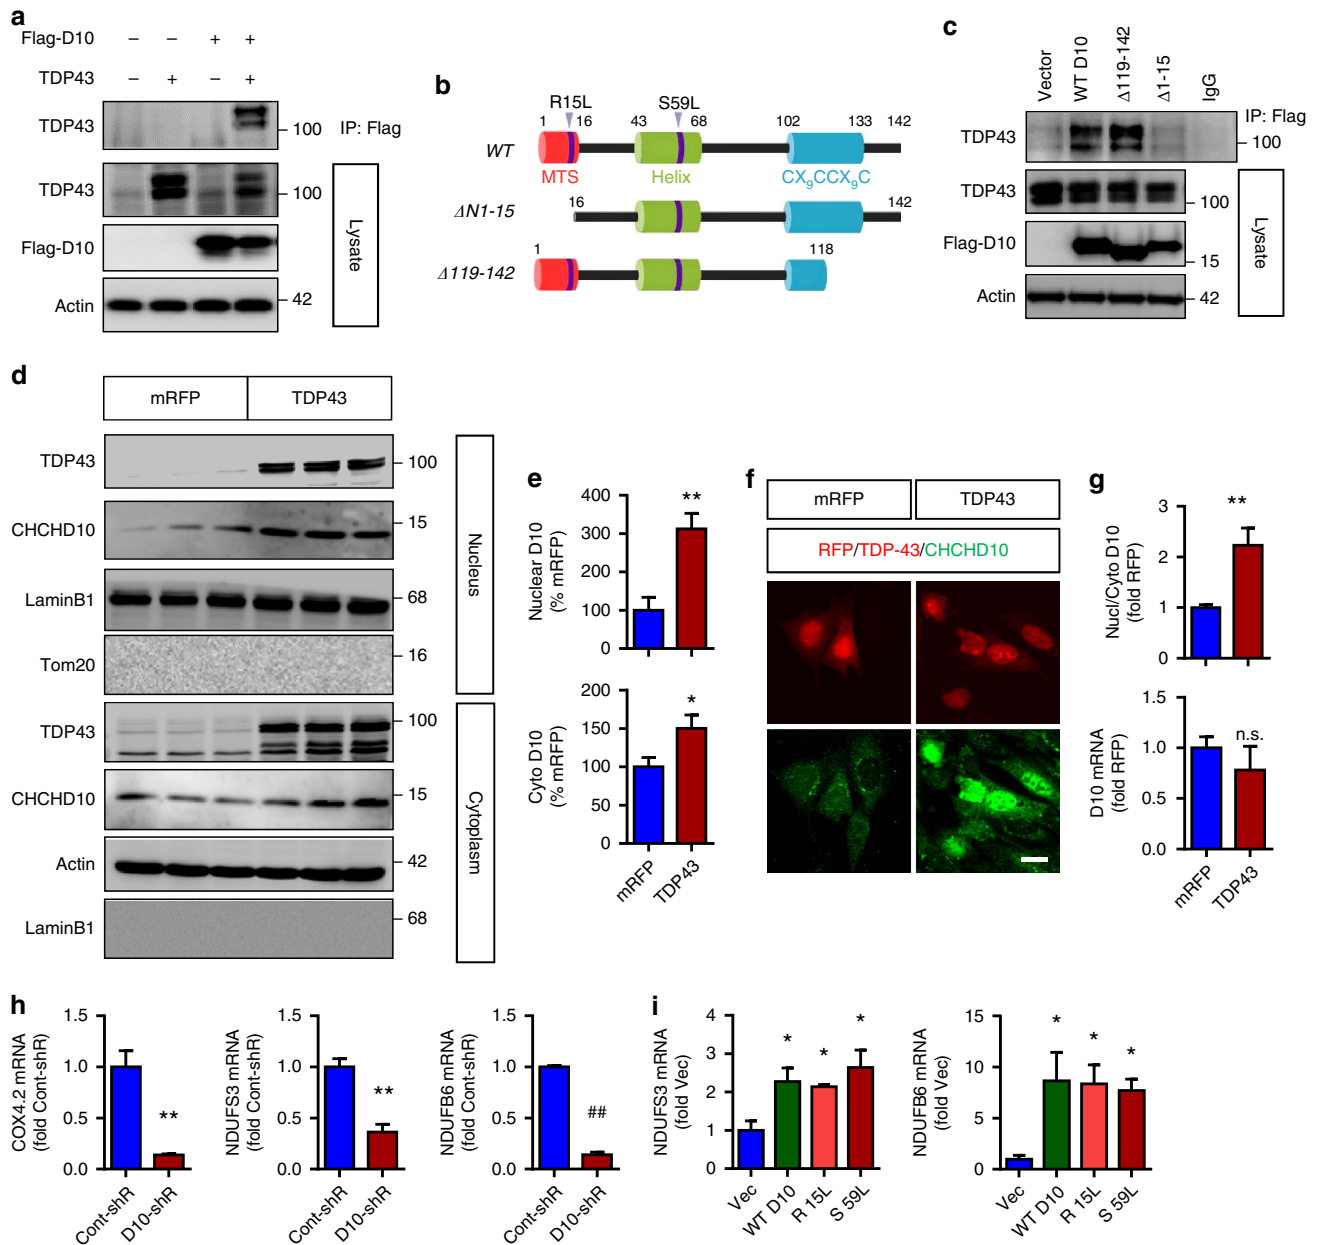 a
Flag-D10 – – + +
TDP43 – + – +
TDP43
100
IP: Flag
TDP43
100
Flag-D10
Actin
42
Lysate
b
R15L S59L
1 16 43 68 102 133 142
WT
MTS Helix CX9CCX9C
ΔN1-15
16 142
Δ119-142
1 118
c
Vector
WT D10
Δ119-142
Δ1-15
IgG
TDP43
IP: Flag
100
TDP43
100
Flag-D10
15
Actin
42
Lysate
d
mRFP TDP43
TDP43
100
CHCHD10
15
LaminB1
68
Tom20
16
Nucleus
TDP43
100
CHCHD10
15
Actin
42
LaminB1
68
Cytoplasm
e
Nuclear D10
(% mRFP)
400
300
200
100
0
**
Cyto D10
(% mRFP)
200
150
100
50
0
*
mRFP
TDP43
f
mRFP TDP43
RFP/TDP-43/CHCHD10
g
Nucl/Cyto D10
(fold RFP)
3
2
1
0
**
D10 mRNA
(fold RFP)
1.5
1.0
0.5
0.0
n.s.
mRFP
TDP43
h
COX4.2 mRNA
(fold Cont-shR)
1.5
1.0
0.5
0.0
**
Cont-shR
D10-shR
NDUFS3 mRNA
(fold Cont-shR)
1.5
1.0
0.5
0.0
**
Cont-shR
D10-shR
NDUFB6 mRNA
(fold Cont-shR)
1.5
1.0
0.5
0.0
##
Cont-shR
D10-shR
i
NDUFS3 mRNA
(fold Vec)
4
3
2
1
0
*
*
*
Vec
WT D10
R 15L
S 59L
NDUFB6 mRNA
(fold Vec)
15
10
5
0
*
*
*
Vec
WT D10
R 15L
S 59L